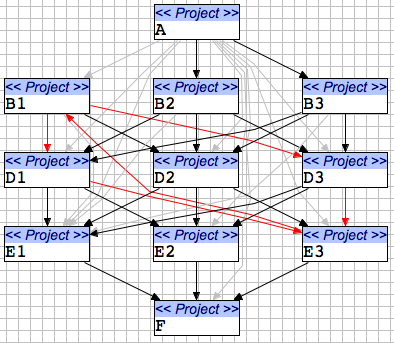 << Project >>
A
<< Project >> << Project >> << Project >>
B1 B2 B3
<< Project >> << Project >> << Project >>
D1 D2 D3
<< Project >> << Project >> << Project >>
E1 E2 E3
<< Project >>
F